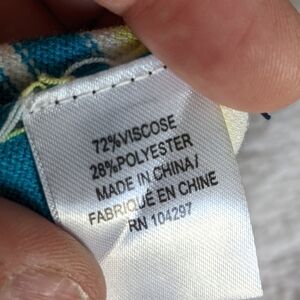 72%VISCOSE
28%POLYESTER
MADE IN CHINA/
FABRIQUÉ EN CHINE
RN 104297